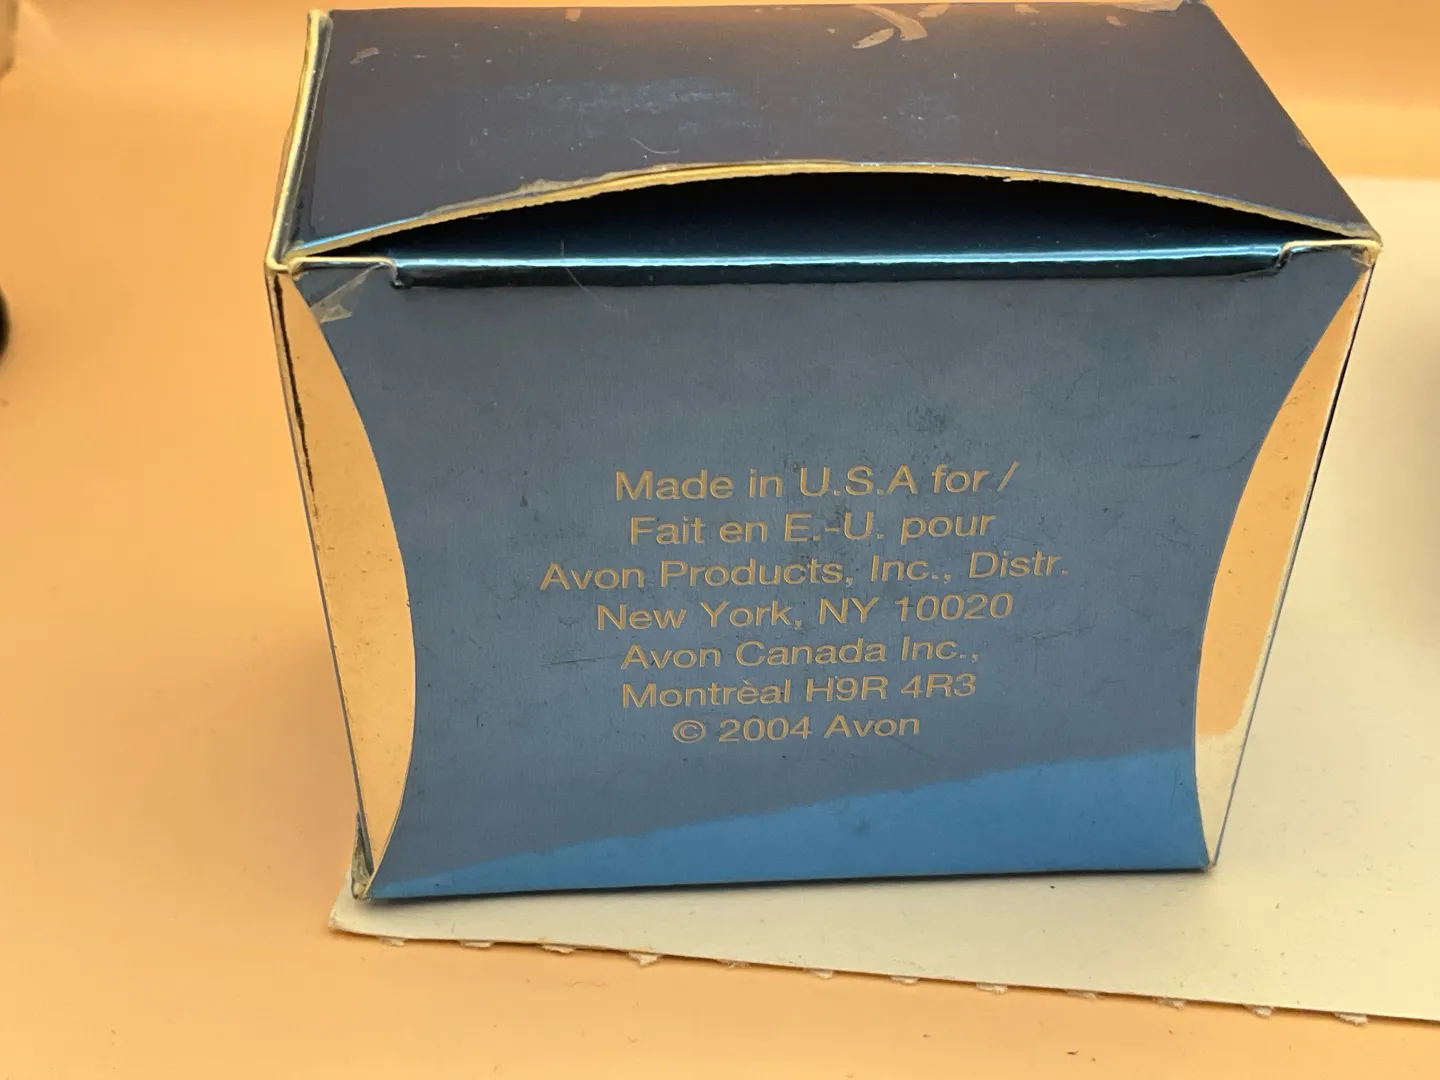 Made in U.S.A for /
Fait en E.-U. pour
Avon Products, Inc., Distr.
New York, NY 10020
Avon Canada Inc.,
Montrèal H9R 4R3
© 2004 Avon